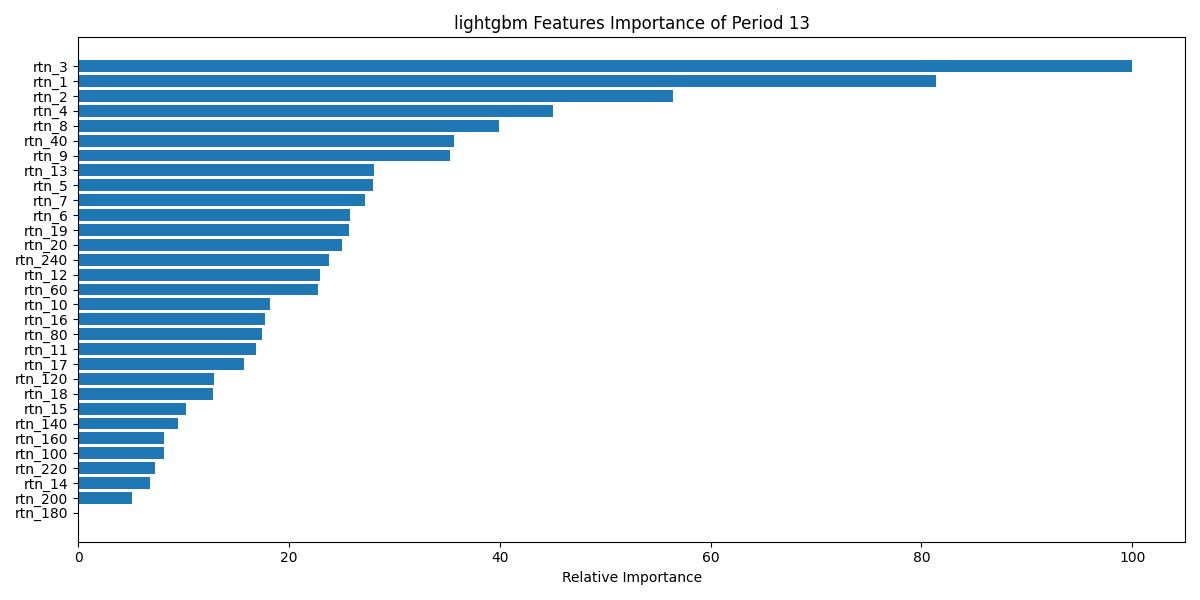 lightgbm Features Importance of Period 13
rtn_3
rtn_1
rtn_2
rtn_4
rtn_8
rtn_40
rtn_9
rtn_13
rtn_5
rtn_7
rtn_6
rtn_19
rtn_20
rtn_240
rtn_12
rtn_60
rtn_10
rtn_16
rtn_80
rtn_11
rtn_17
rtn_120
rtn_18
rtn_15
rtn_140
rtn_160
rtn_100
rtn_220
rtn_14
rtn_200
rtn_180
0 20 40 60 80 100
Relative Importance